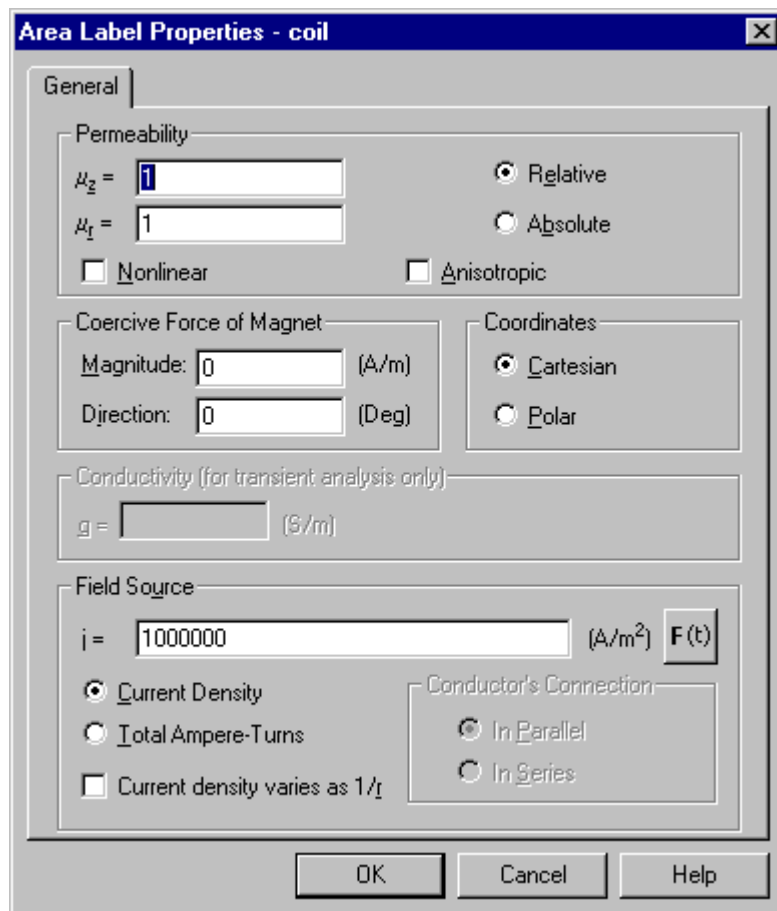 Area Label Properties - coil
General
Permeability
μz = 1
Relative
μr = 1
Absolute
Nonlinear
Anisotropic
Coercive Force of Magnet
Magnitude: 0 (A/m)
Direction: 0 (Deg)
Coordinates
Cartesian
Polar
Conductivity (for transient analysis only)
g = (S/m)
Field Source
j = 1000000 (A/m²) F(t)
Current Density
Total Ampere-Turns
Current density varies as 1/r
Conductor's Connection
In Parallel
In Series
OK Cancel Help